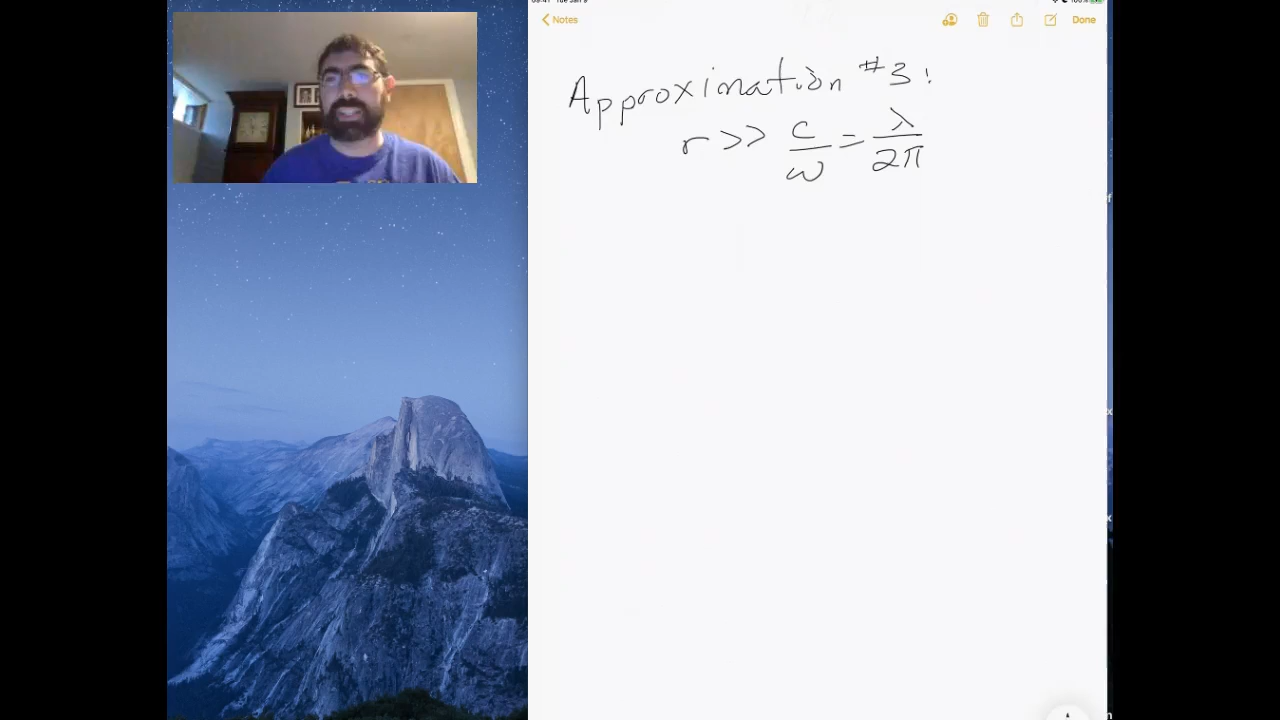 Notes
Done
Approximation #3:
r >> c/ω = λ/2π